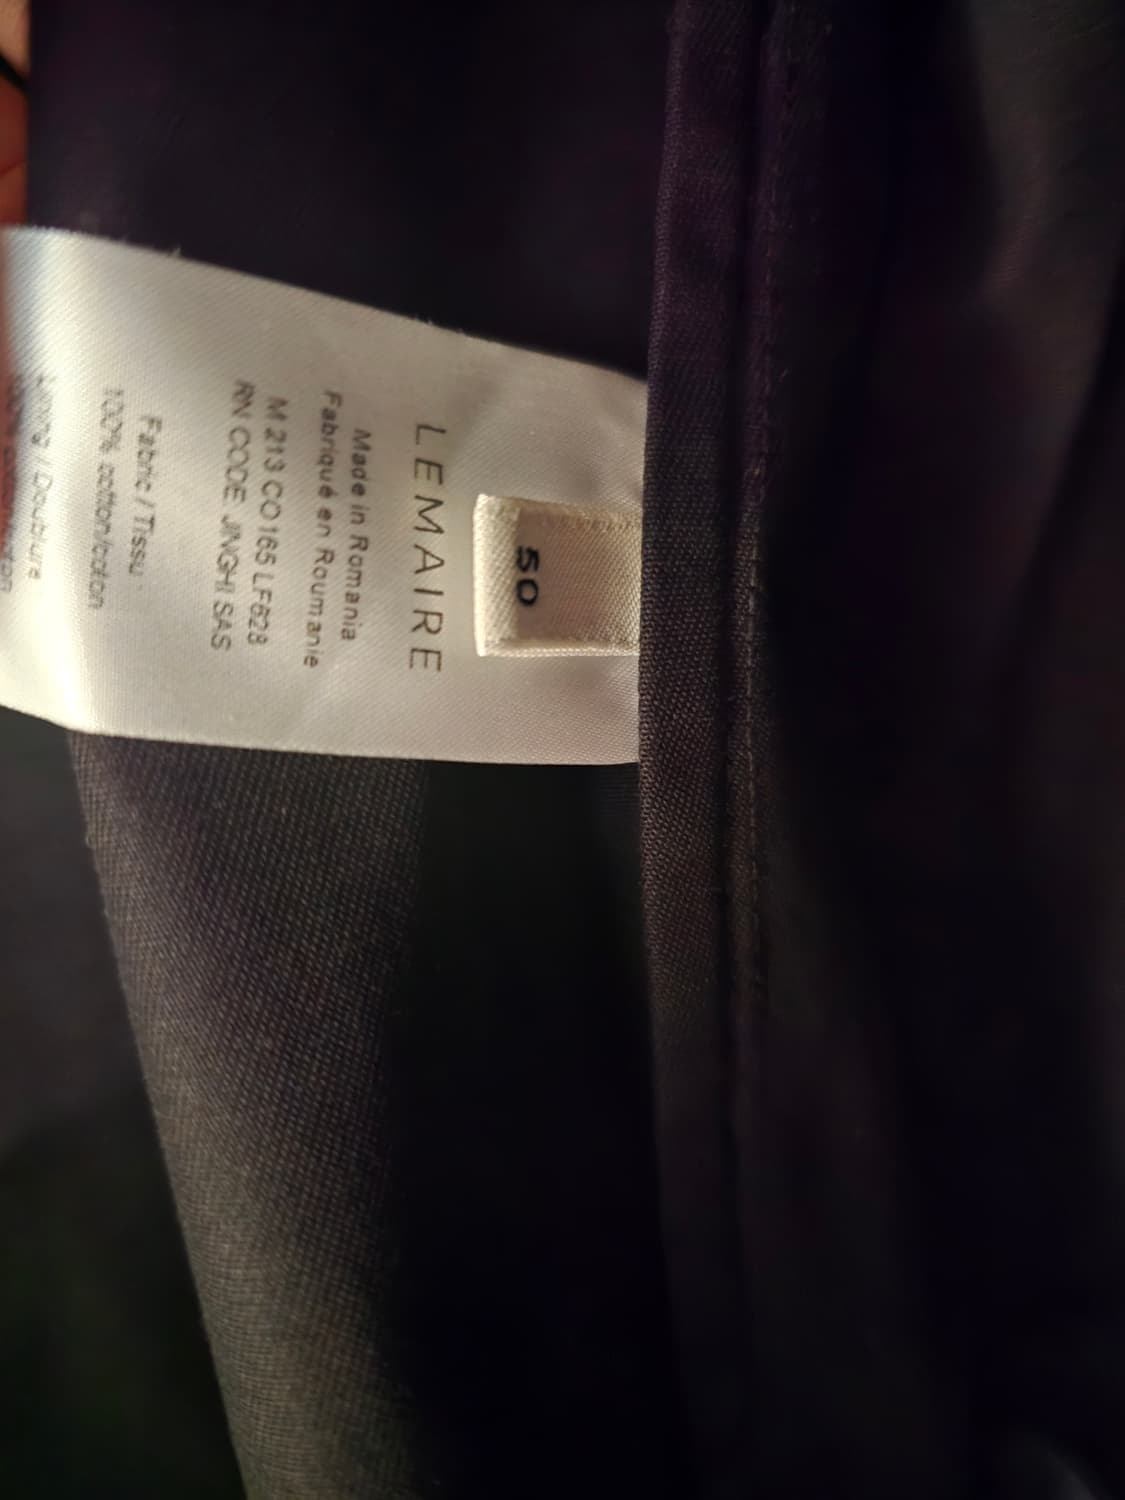 50
LEMAIRE
Made in Romania
Fabriqué en Roumanie
M 213 CO 165 LF628
RN CODE JINGHI SAS
Fabric / Tissu
100% cotton/coton
Lining / Doublure